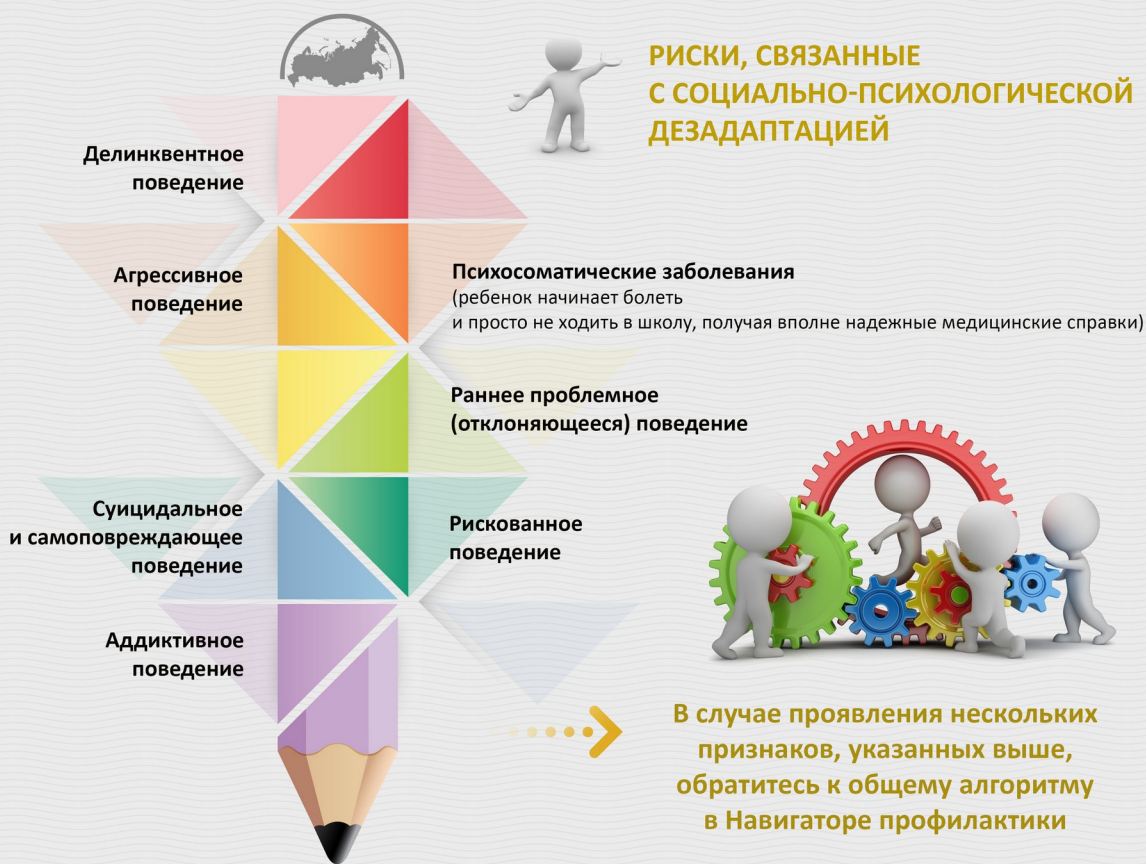 РИСКИ, СВЯЗАННЫЕ
С СОЦИАЛЬНО-ПСИХОЛОГИЧЕСКОЙ
ДЕЗАДАПТАЦИЕЙ
Делинквентное
поведение
Агрессивное
поведение
Психосоматические заболевания
(ребенок начинает болеть
и просто не ходить в школу, получая вполне надежные медицинские справки)
Раннее проблемное
(отклоняющееся) поведение
Суицидальное
и самоповреждающее
поведение
Рискованное
поведение
Аддиктивное
поведение
В случае проявления нескольких
признаков, указанных выше,
обратитесь к общему алгоритму
в Навигаторе профилактики